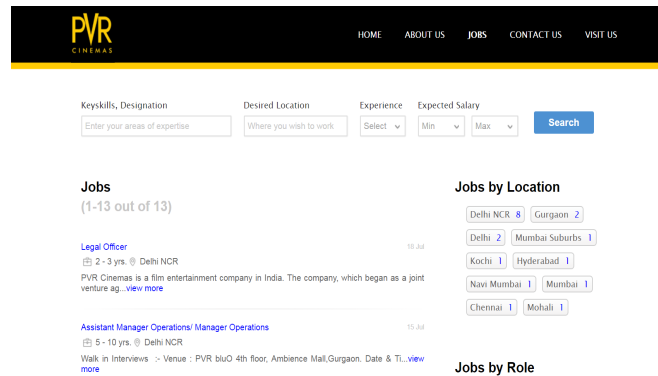 PVR
CINEMAS
HOME ABOUT US JOBS CONTACT US VISIT US
Keyskills, Designation Desired Location Experience Expected Salary
Enter your areas of expertise Where you wish to work Select Min Max Search
Jobs
(1-13 out of 13)
Legal Officer 18 Jul
2 - 3 yrs. Delhi NCR
PVR Cinemas is a film entertainment company in India. The company, which began as a joint
venture ag...view more
Assistant Manager Operations/ Manager Operations 15 Jul
5 - 10 yrs. Delhi NCR
Walk in Interviews :- Venue : PVR bluO 4th floor, Ambience Mall,Gurgaon. Date & Ti...view
more
Jobs by Location
Delhi NCR 8 Gurgaon 2
Delhi 2 Mumbai Suburbs 1
Kochi 1 Hyderabad 1
Navi Mumbai 1 Mumbai 1
Chennai 1 Mohali 1
Jobs by Role